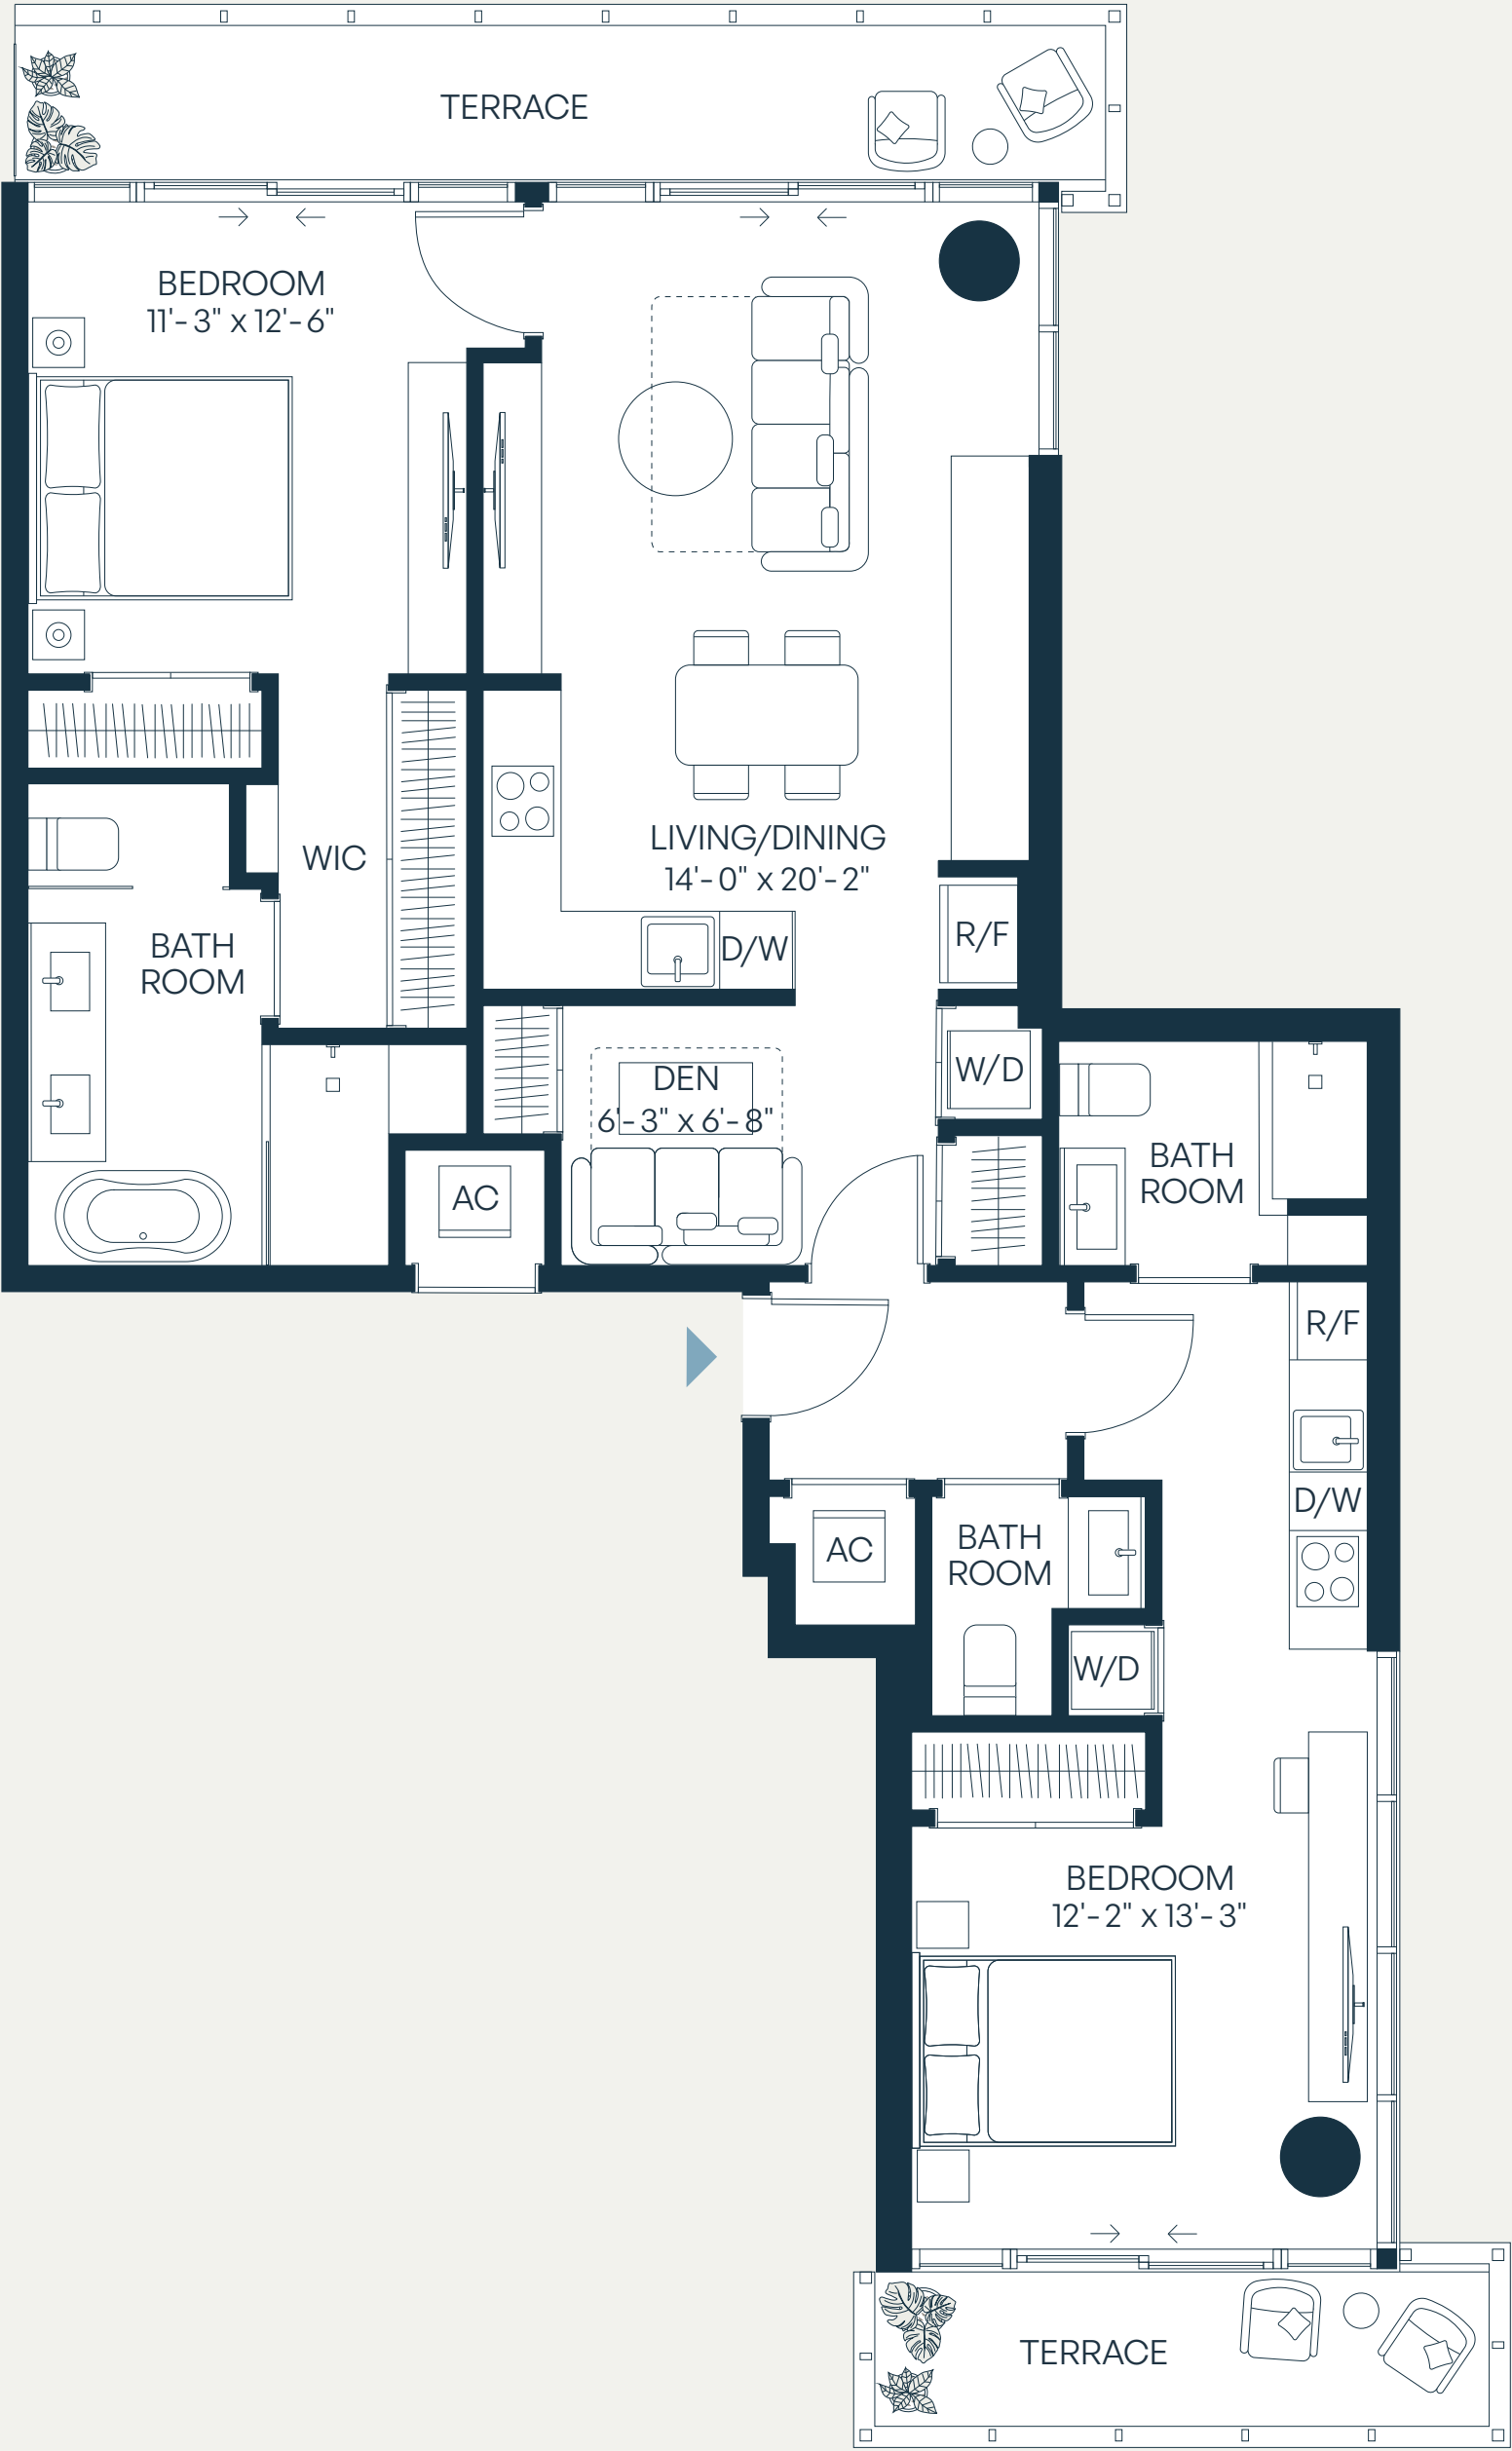 TERRACE
BEDROOM
11'-3" x 12'-6"
LIVING/DINING
14'-0" x 20'-2"
WIC
BATH
ROOM
D/W
R/F
DEN
6'-3" x 6'-8"
W/D
AC
BATH
ROOM
R/F
D/W
AC
BATH
ROOM
W/D
BEDROOM
12'-2" x 13'-3"
TERRACE